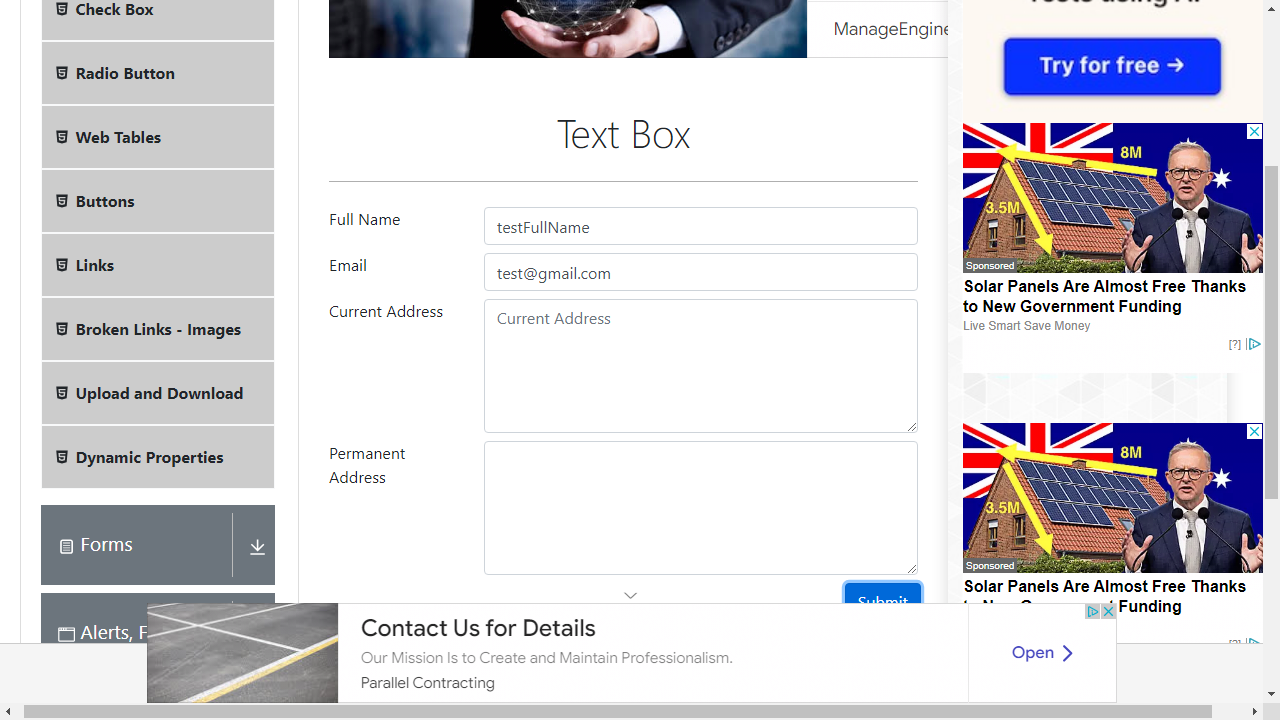 Check Box
Radio Button
Web Tables
Buttons
Links
Broken Links - Images
Upload and Download
Dynamic Properties
Forms
Alerts, F
ManageEngine
Text Box
Full Name
testFullName
Email
test@gmail.com
Current Address
Current Address
Permanent
Address
Submit
Try for free →
8M
3.5M
Sponsored
Solar Panels Are Almost Free Thanks
to New Government Funding
Live Smart Save Money
[?]
8M
3.5M
Sponsored
Solar Panels Are Almost Free Thanks
Funding
Contact Us for Details
Our Mission Is to Create and Maintain Professionalism.
Parallel Contracting
Open